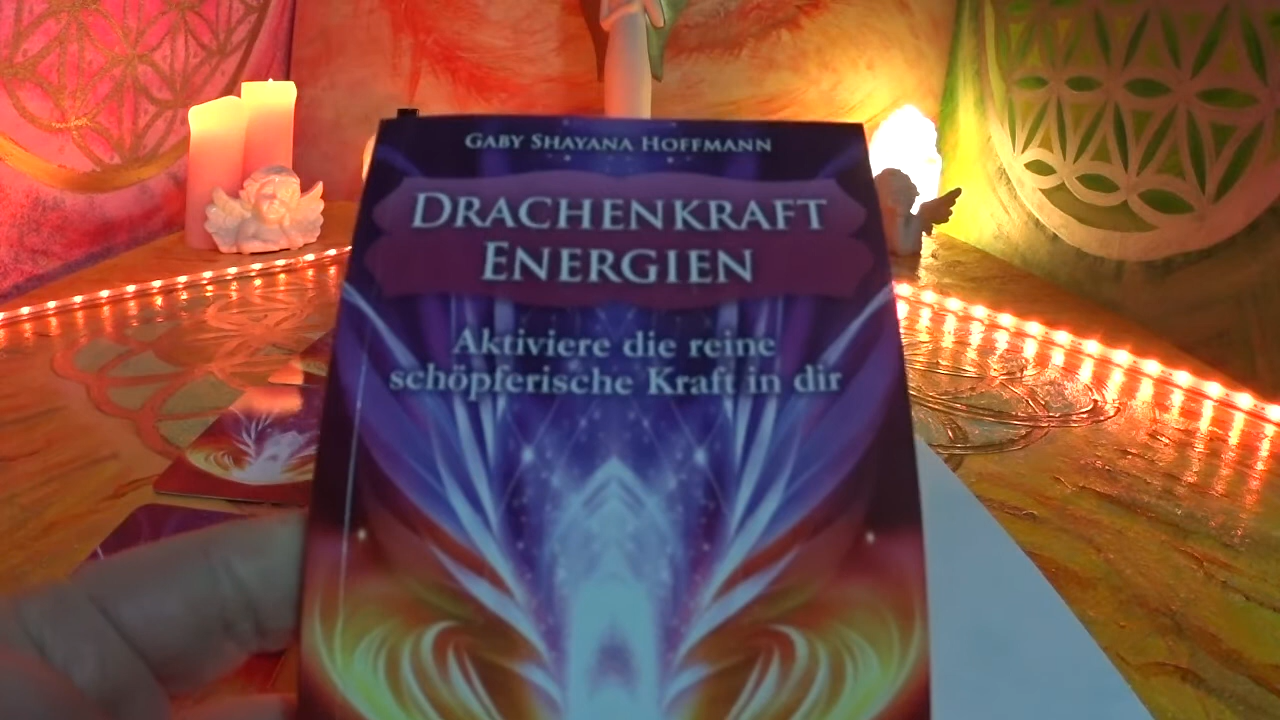 GABY SHAYANA HOFFMANN
DRACHENKRAFT
ENERGIEN
Aktiviere die reine
schöpferische Kraft in dir